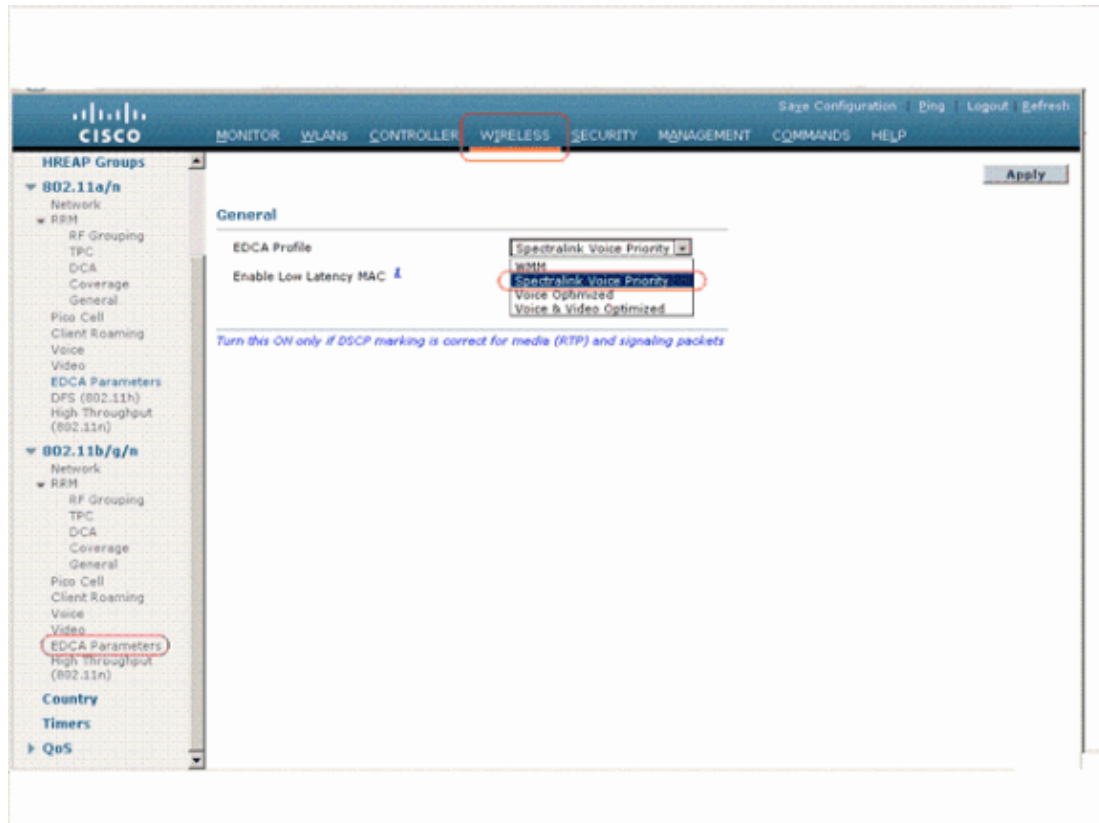 Save Configuration Ping Logout Refresh
CISCO
MONITOR WLANs CONTROLLER WIRELESS SECURITY MANAGEMENT COMMANDS HELP
HREAP Groups
802.11a/n
Network
RRM
RF Grouping
TPC
DCA
Coverage
General
Pico Cell
Client Roaming
Voice
Video
EDCA Parameters
DFS (802.11h)
High Throughput
(802.11n)
802.11b/g/n
Network
RRM
RF Grouping
TPC
DCA
Coverage
General
Pico Cell
Client Roaming
Voice
Video
EDCA Parameters
High Throughput
(802.11n)
Country
Timers
QoS
Apply
General
EDCA Profile
Spectralink Voice Priority
WMM
Spectralink Voice Priority
Voice Optimized
Voice & Video Optimized
Enable Low Latency MAC
Turn this ON only if DSCP marking is correct for media (RTP) and signaling packets